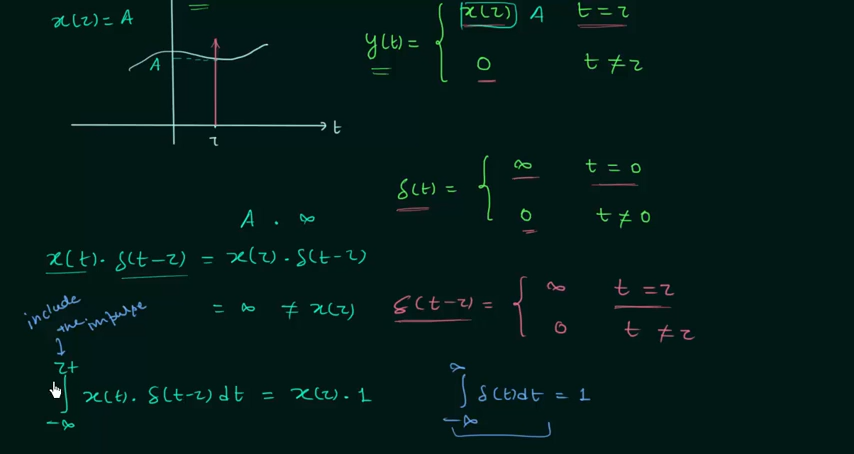 x(τ) = A
A
t
τ
y(t) = { x(τ) A t = τ
0 t ≠ τ
δ(t) = { ∞ t = 0
0 t ≠ 0
A . ∞
x(t) . δ(t-τ) = x(τ) . δ(t-τ)
= ∞ ≠ x(τ)
δ(t-τ) = { ∞ t = τ
0 t ≠ τ
include
the impulse
τ+
∫ x(t) . δ(t-τ) dt = x(τ) . 1
-∞
∞
∫ δ(t)dt = 1
-∞